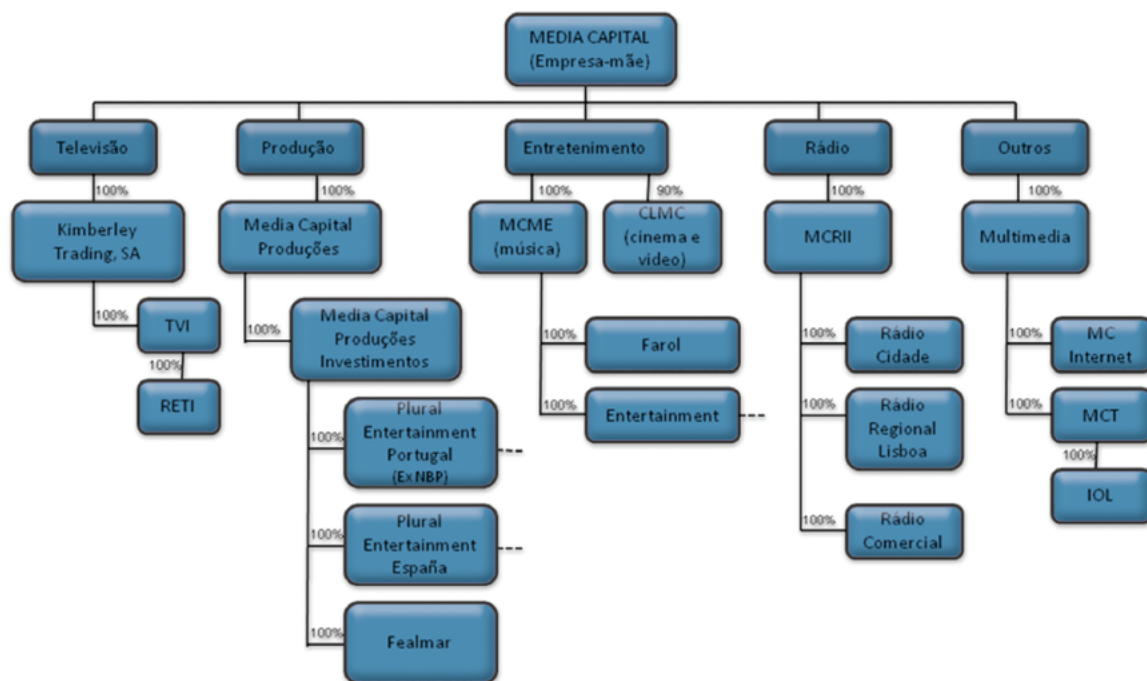 MEDIA CAPITAL
(Empresa-mãe)
Televisão
Produção
Entretenimento
Rádio
Outros
100%
100%
100%
90%
100%
100%
Kimberley
Trading, SA
Media Capital
Produções
MCME
(música)
CLMC
(cinema e
vídeo)
MCRII
Multimedia
100%
TVI
100%
RETI
100%
Media Capital
Produções
Investimentos
100%
Plural
Entertainment
Portugal
(Ex NBP)
100%
Plural
Entertainment
España
100%
Fealmar
100%
Farol
100%
Entertainment
100%
Rádio
Cidade
100%
Rádio
Regional
Lisboa
100%
Rádio
Comercial
100%
MC
Internet
100%
MCT
100%
IOL